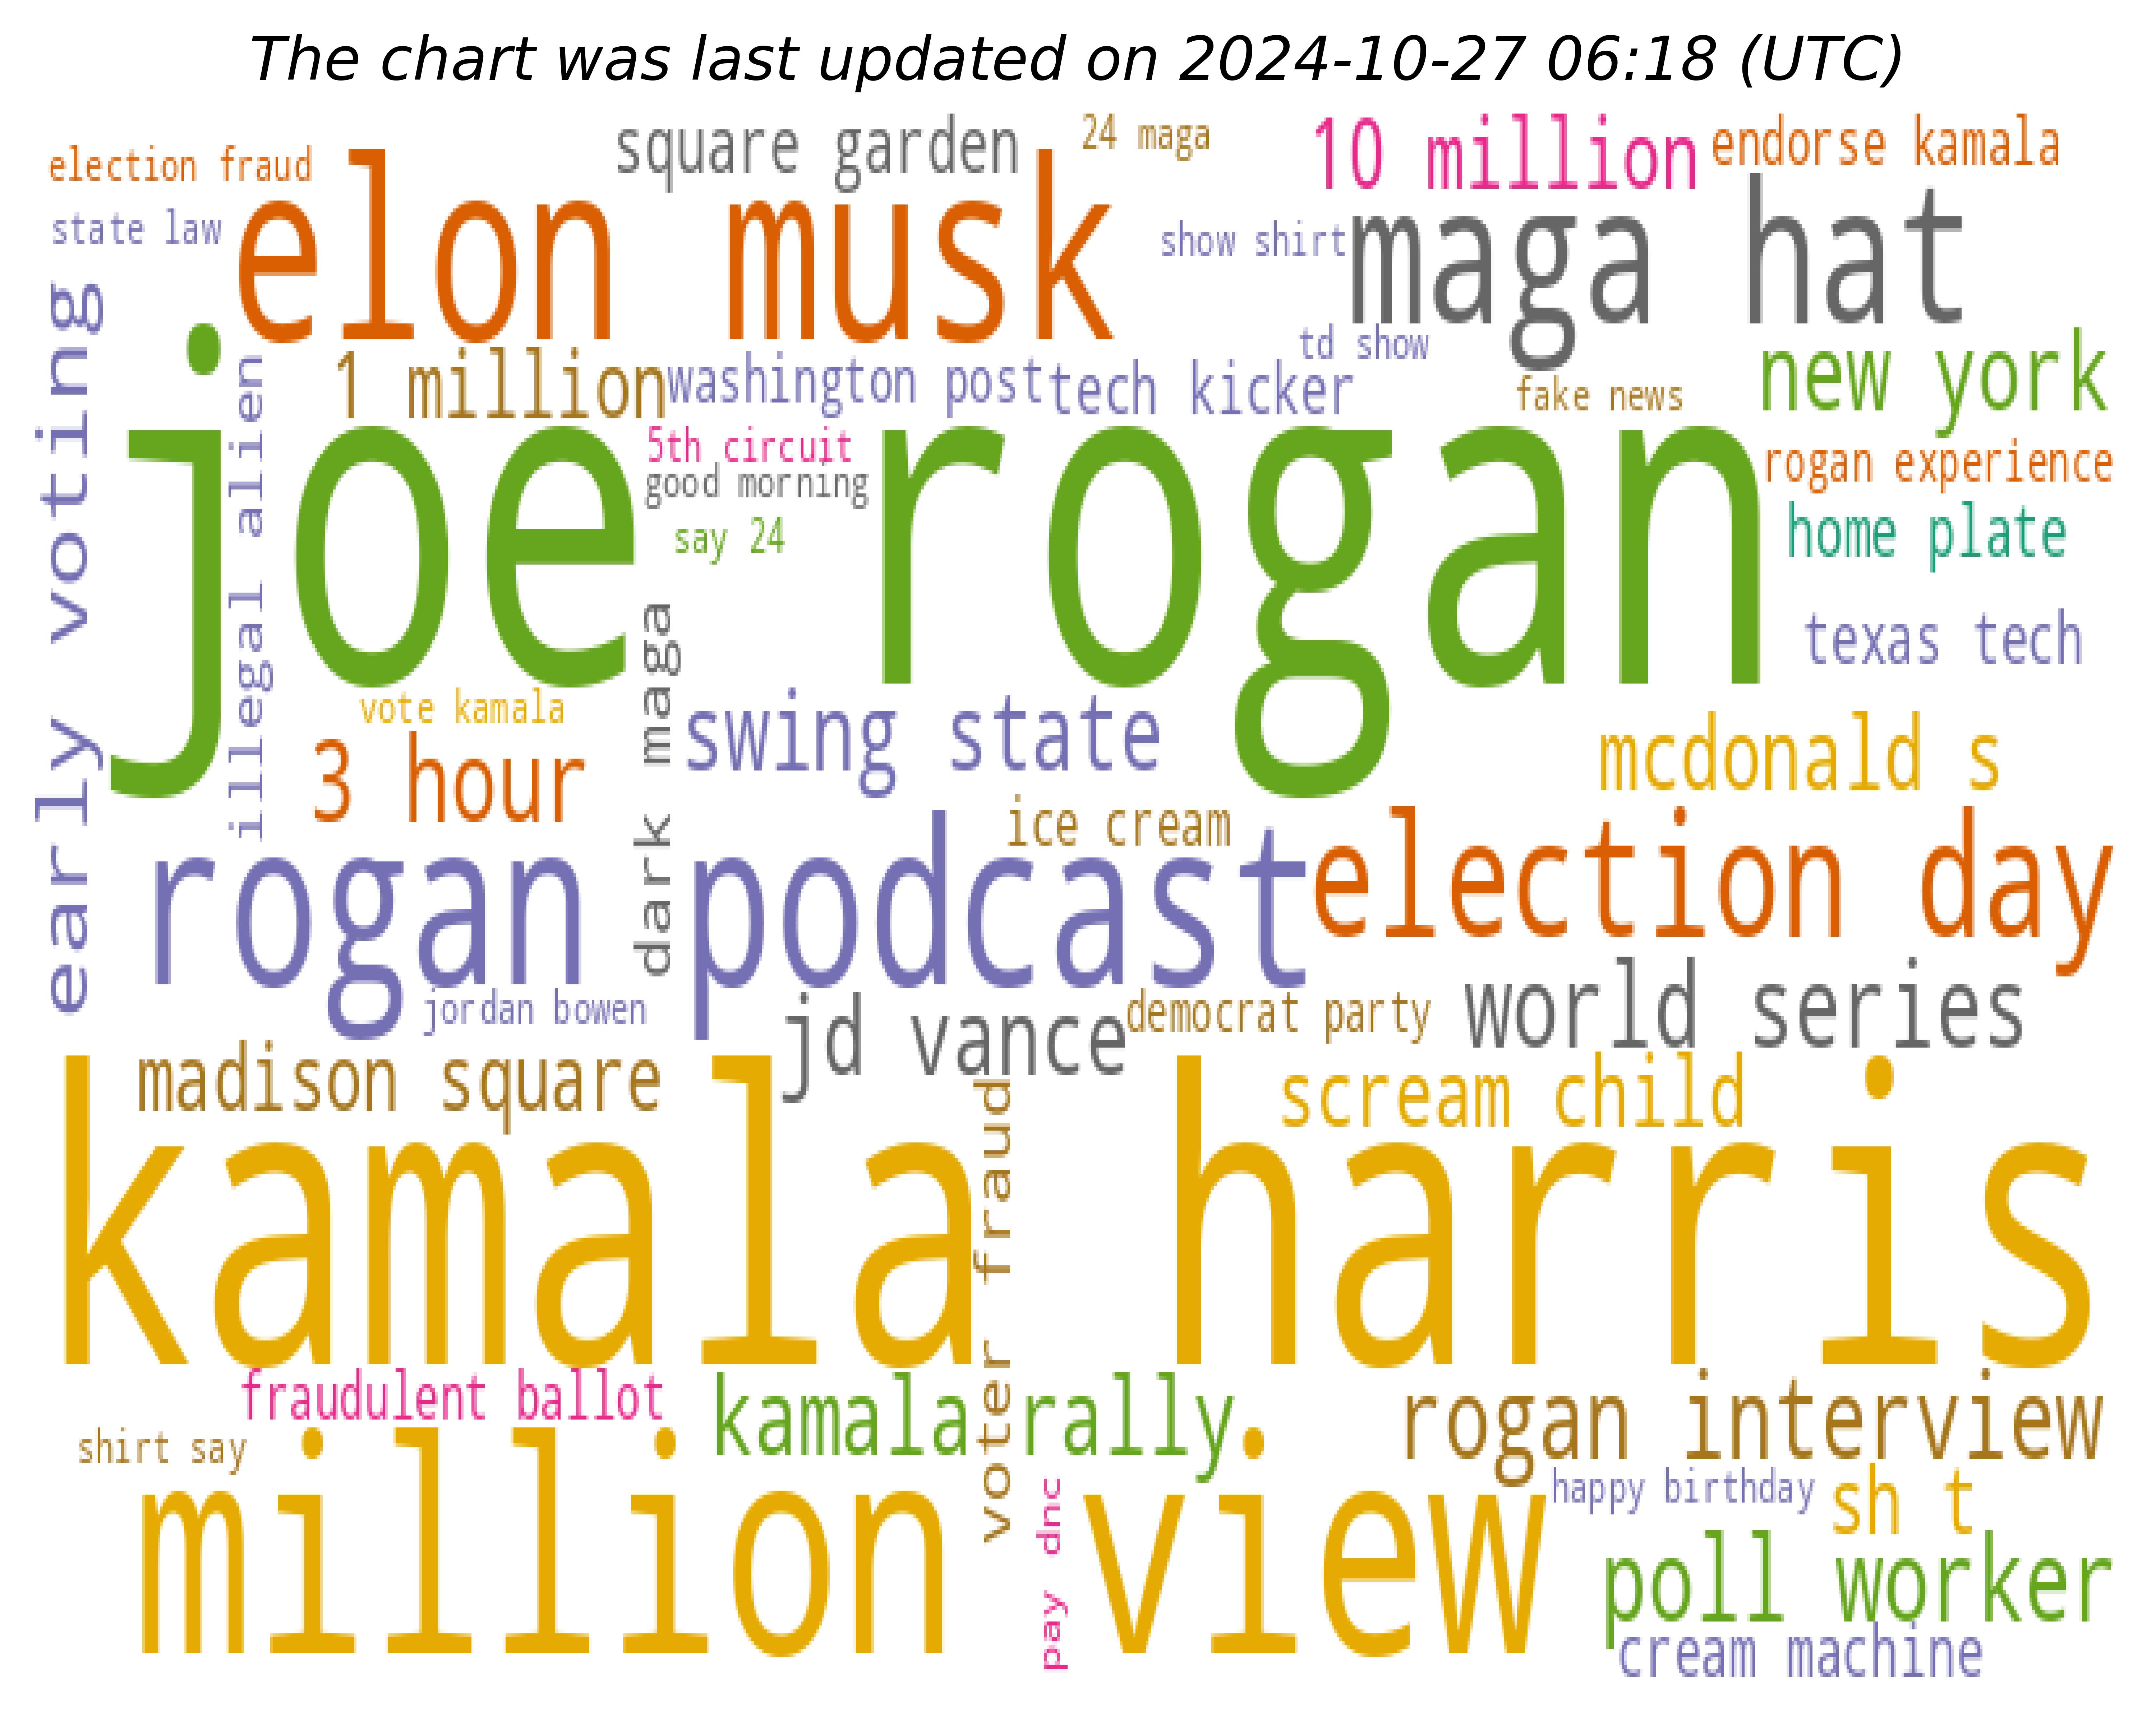 The chart was last updated on 2024-10-27 06:18 (UTC)
square garden
24 maga
10 million
endorse kamala
election fraud
elon musk
state law
show shirt
maga hat
early voting
td show
1 million
washington post
tech kicker
fake news
new york
illegal alien
joe rogan
5th circuit
good morning
say 24
rogan experience
home plate
texas tech
dark maga
vote kamala
swing state
3 hour
mcdonald s
ice cream
rogan podcast
election day
jordan bowen
jd vance
democrat party
world series
madison square
scream child
kamala harris
voter fraud
fraudulent ballot
kamala rally
rogan interview
shirt say
million view
happy birthday
sh t
pay dnc
poll worker
cream machine